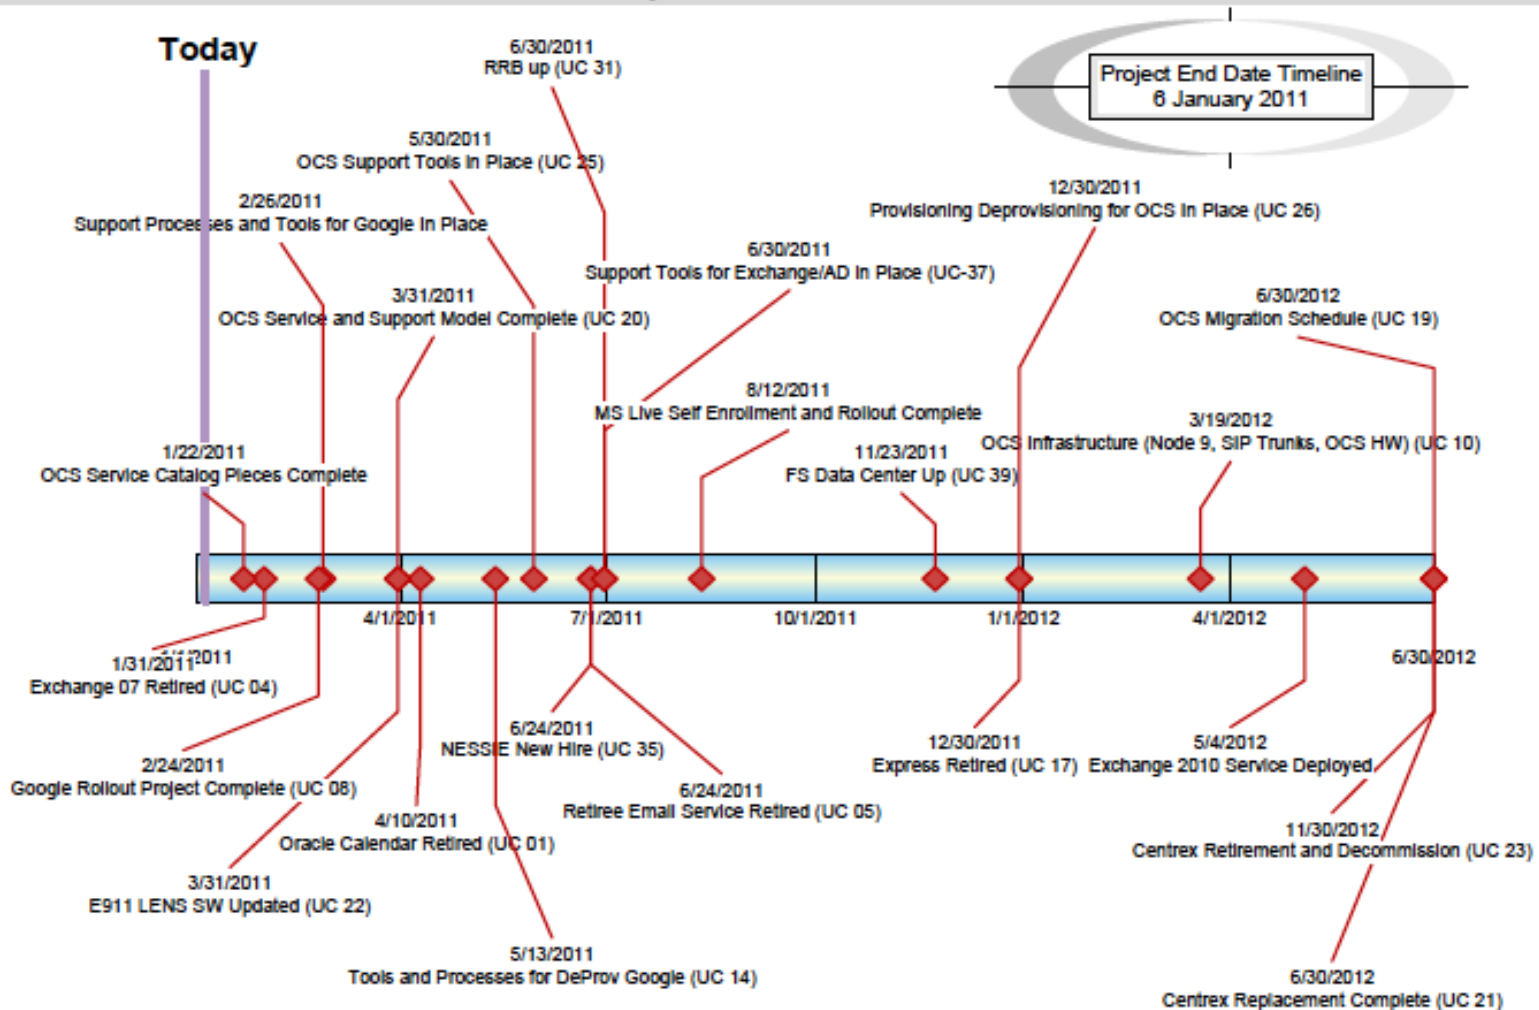 Today
6/30/2011
RRB up (UC 31)
Project End Date Timeline
6 January 2011
5/30/2011
OCS Support Tools In Place (UC 25)
12/30/2011
Provisioning Deprovisioning for OCS In Place (UC 26)
2/26/2011
Support Processes and Tools for Google In Place
6/30/2011
Support Tools for Exchange/AD In Place (UC-37)
3/31/2011
OCS Service and Support Model Complete (UC 20)
6/30/2012
OCS Migration Schedule (UC 19)
8/12/2011
MS Live Self Enrollment and Rollout Complete
3/19/2012
OCS Infrastructure (Node 9, SIP Trunks, OCS HW) (UC 10)
1/22/2011
OCS Service Catalog Pieces Complete
11/23/2011
FS Data Center Up (UC 39)
4/1/2011
7/1/2011
10/1/2011
1/1/2012
4/1/2012
6/30/2012
1/31/2011
Exchange 07 Retired (UC 04)
6/24/2011
NESSIE New Hire (UC 35)
12/30/2011
Express Retired (UC 17)
5/4/2012
Exchange 2010 Service Deployed
2/24/2011
Google Rollout Project Complete (UC 08)
6/24/2011
Retiree Email Service Retired (UC 05)
4/10/2011
Oracle Calendar Retired (UC 01)
11/30/2012
Centrex Retirement and Decommission (UC 23)
3/31/2011
E911 LENS SW Updated (UC 22)
5/13/2011
Tools and Processes for DeProv Google (UC 14)
6/30/2012
Centrex Replacement Complete (UC 21)